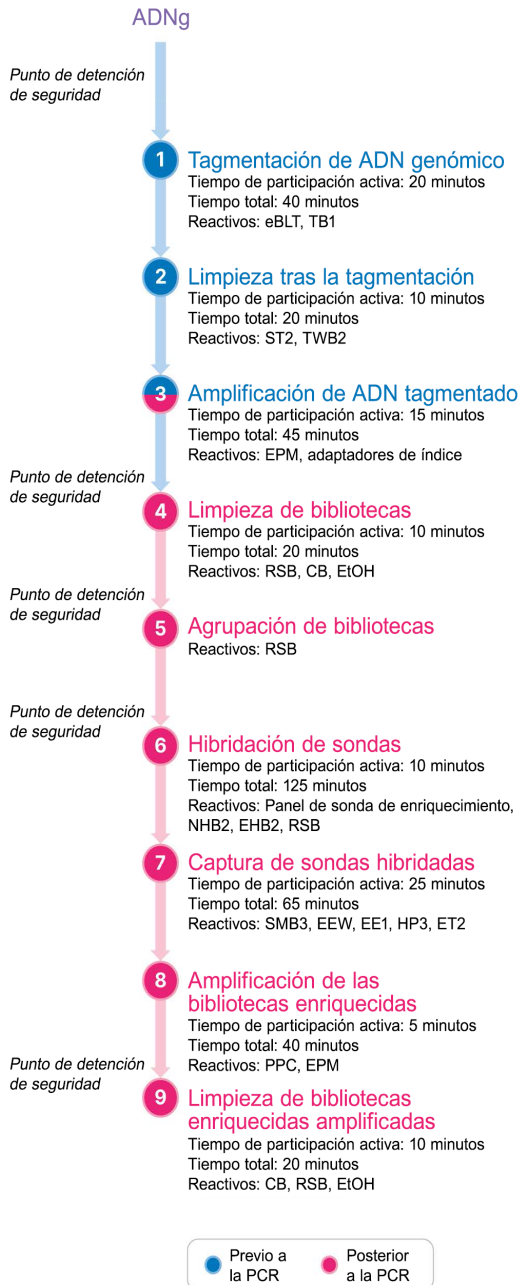 ADNg
Punto de detención
de seguridad
1
Tagmentación de ADN genómico
Tiempo de participación activa: 20 minutos
Tiempo total: 40 minutos
Reactivos: eBLT, TB1
2
Limpieza tras la tagmentación
Tiempo de participación activa: 10 minutos
Tiempo total: 20 minutos
Reactivos: ST2, TWB2
3
Amplificación de ADN tagmentado
Tiempo de participación activa: 15 minutos
Tiempo total: 45 minutos
Reactivos: EPM, adaptadores de índice
Punto de detención
de seguridad
4
Limpieza de bibliotecas
Tiempo de participación activa: 10 minutos
Tiempo total: 20 minutos
Reactivos: RSB, CB, EtOH
Punto de detención
de seguridad
5
Agrupación de bibliotecas
Reactivos: RSB
Punto de detención
de seguridad
6
Hibridación de sondas
Tiempo de participación activa: 10 minutos
Tiempo total: 125 minutos
Reactivos: Panel de sonda de enriquecimiento,
NHB2, EHB2, RSB
7
Captura de sondas hibridadas
Tiempo de participación activa: 25 minutos
Tiempo total: 65 minutos
Reactivos: SMB3, EEW, EE1, HP3, ET2
8
Amplificación de las
bibliotecas enriquecidas
Tiempo de participación activa: 5 minutos
Tiempo total: 40 minutos
Reactivos: PPC, EPM
Punto de detención
de seguridad
9
Limpieza de bibliotecas
enriquecidas amplificadas
Tiempo de participación activa: 10 minutos
Tiempo total: 20 minutos
Reactivos: CB, RSB, EtOH
Previo a
la PCR
Posterior
a la PCR